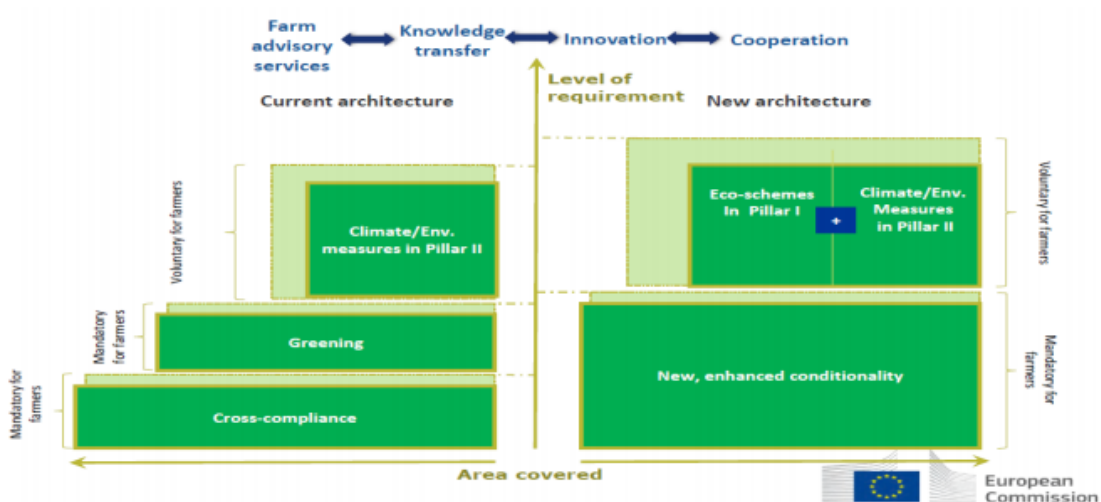 Farm
advisory
services
Knowledge
transfer
Innovation
Cooperation
Level of
requirement
Current architecture
New architecture
Voluntary for farmers
Climate/Env.
measures in Pillar II
Eco-schemes
In Pillar I
+
Climate/Env.
Measures
in Pillar II
Voluntary for
farmers
Mandatory
for farmers
Greening
Mandatory for
farmers
Cross-compliance
New, enhanced conditionality
Mandatory for
farmers
Area covered
European
Commission